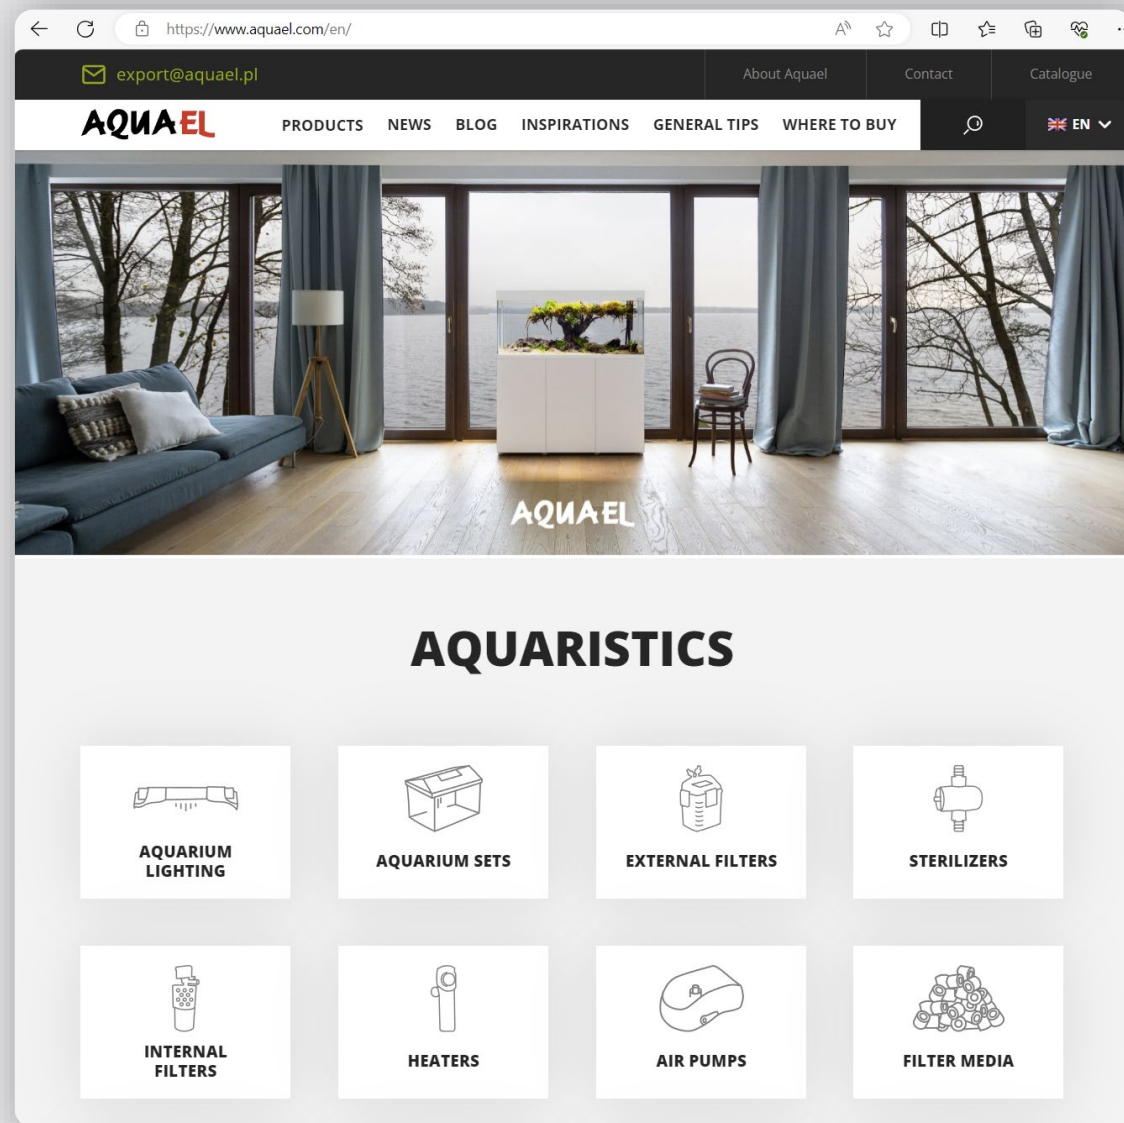 https://www.aquael.com/en/
export@aquael.pl
About Aquael
Contact
Catalogue
AQUAEL
PRODUCTS
NEWS
BLOG
INSPIRATIONS
GENERAL TIPS
WHERE TO BUY
EN
AQUAEL
AQUARISTICS
AQUARIUM
LIGHTING
AQUARIUM SETS
EXTERNAL FILTERS
STERILIZERS
INTERNAL
FILTERS
HEATERS
AIR PUMPS
FILTER MEDIA